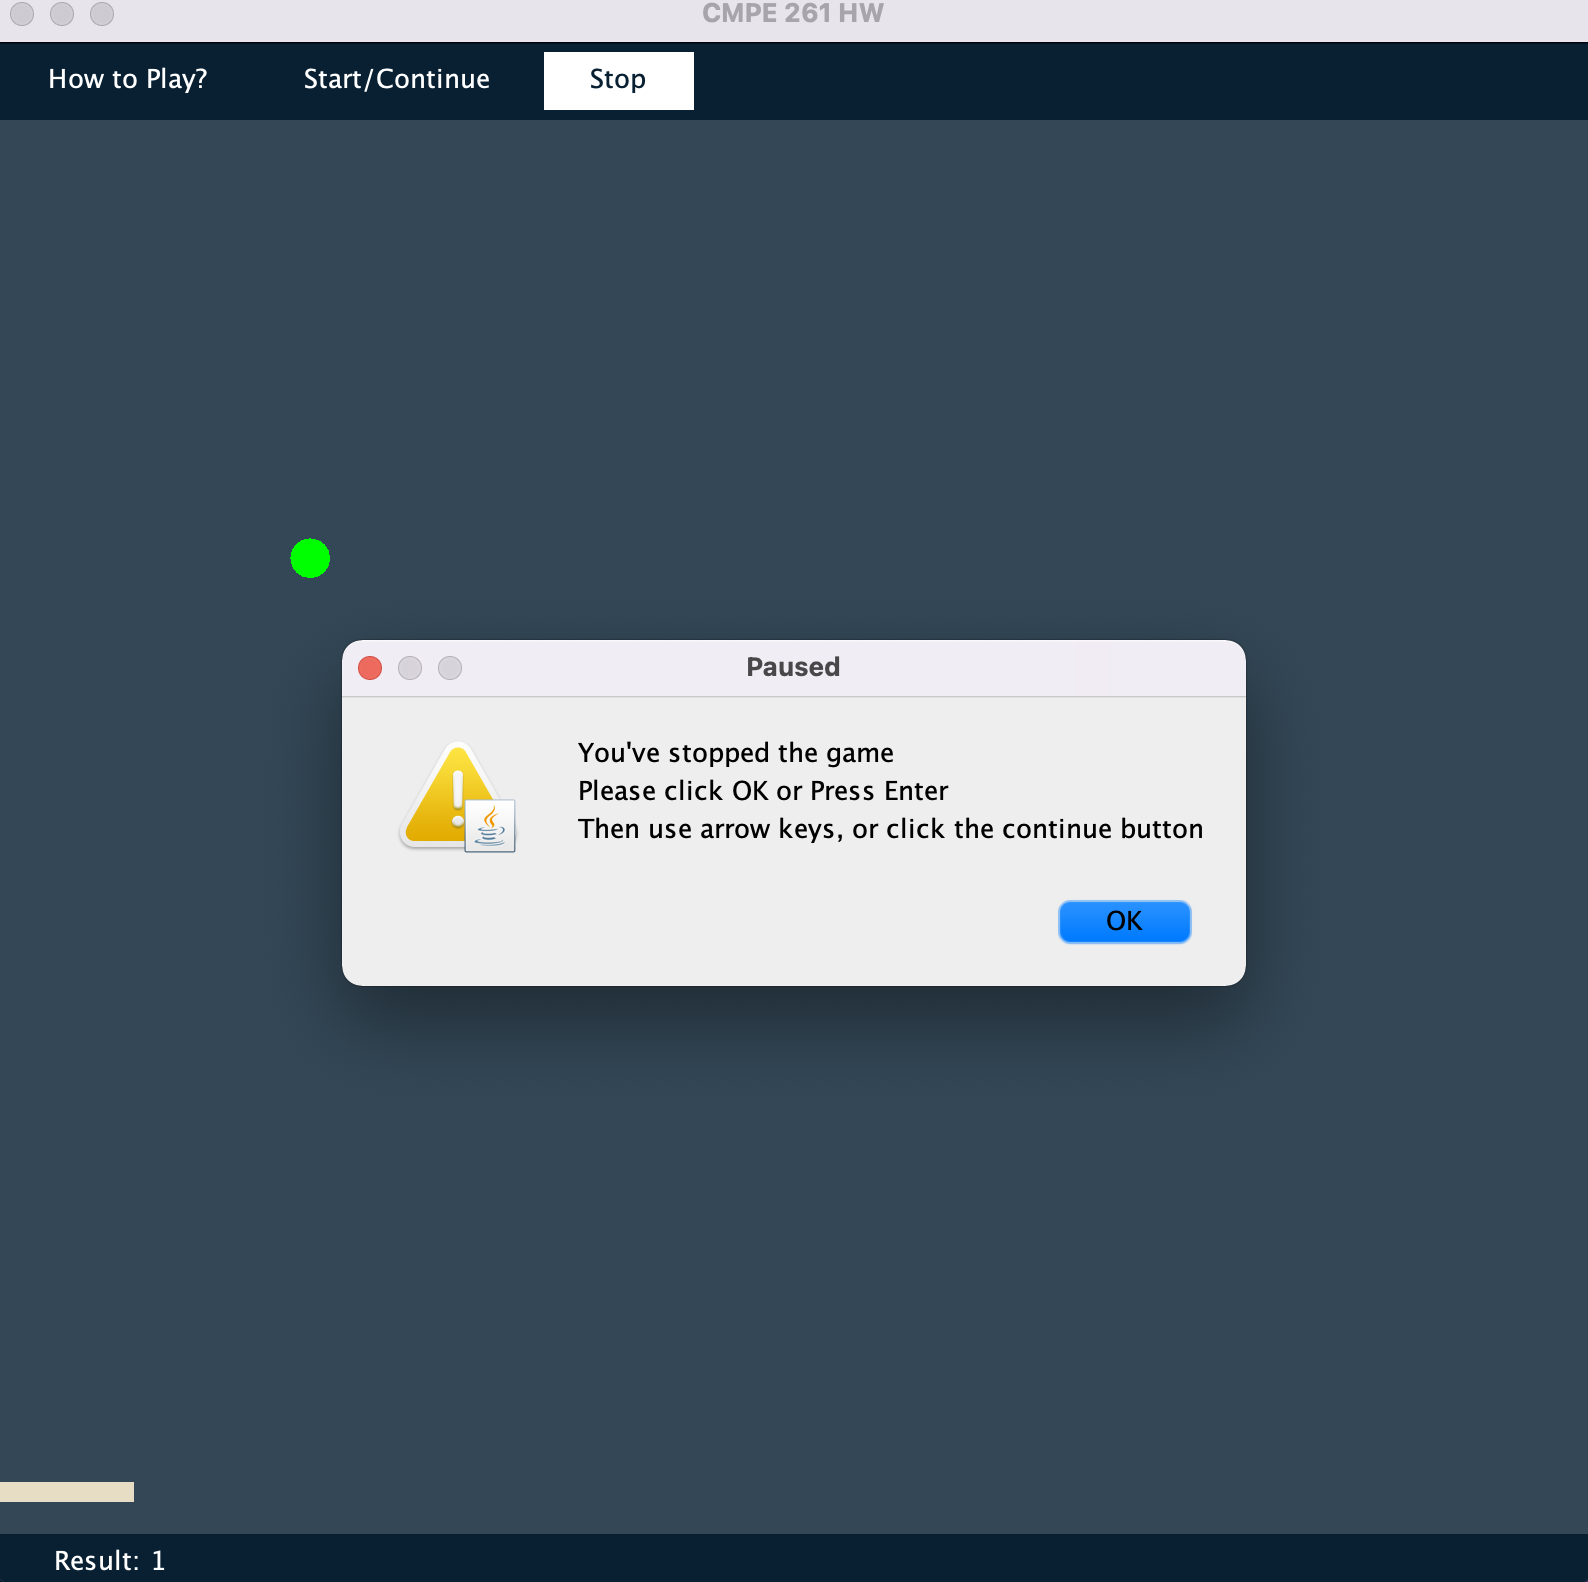 CMPE 261 HW
How to Play? Start/Continue Stop
Paused
You've stopped the game
Please click OK or Press Enter
Then use arrow keys, or click the continue button
OK
Result: 1